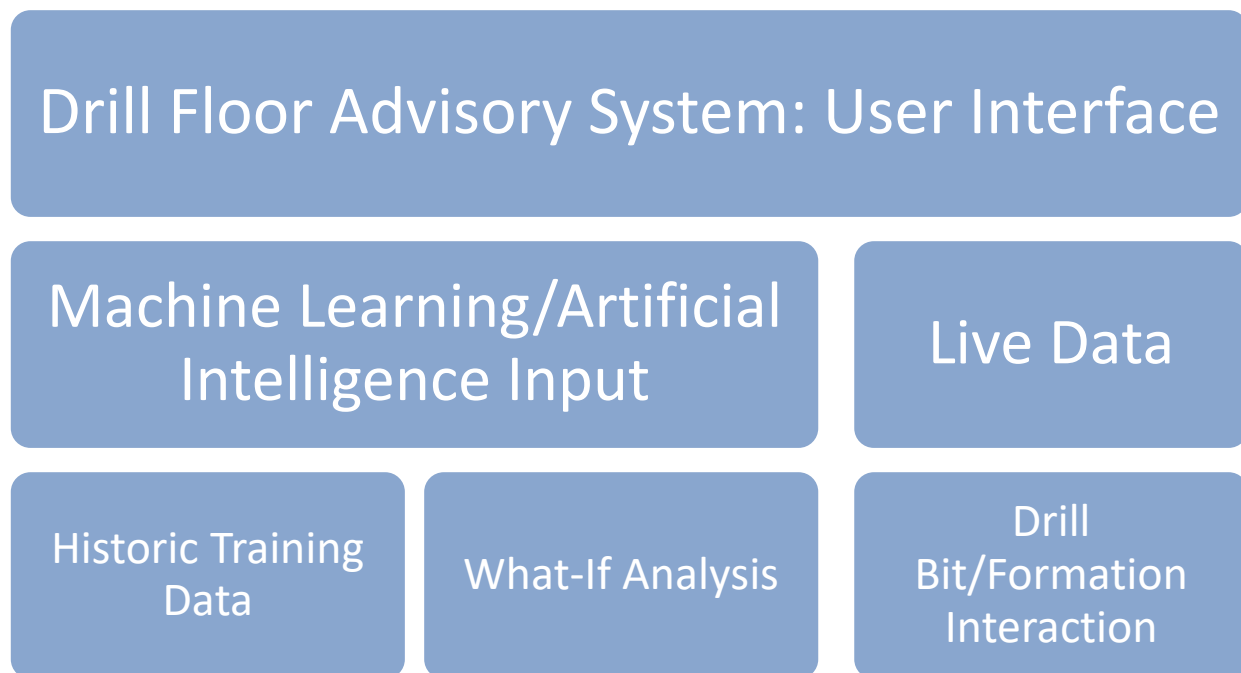 Drill Floor Advisory System: User Interface
Machine Learning/Artificial
Intelligence Input
Live Data
Historic Training
Data
What-If Analysis
Drill
Bit/Formation
Interaction